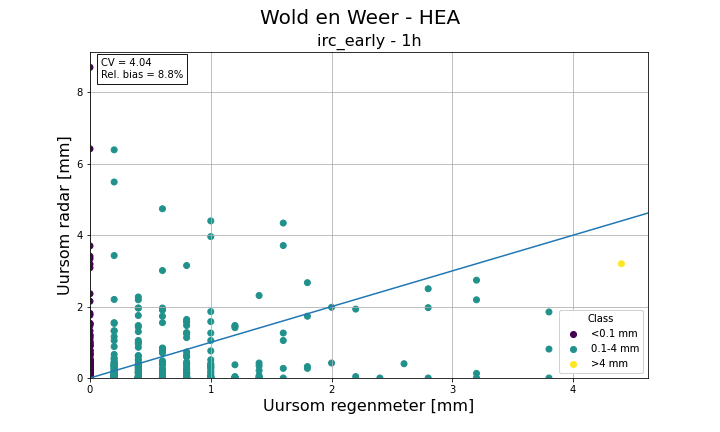 Wold en Weer - HEA
irc_early - 1h
CV = 4.04
Rel. bias = 8.8%
Uursom radar [mm]
8
6
4
2
0
0 1 2 3 4
Uursom regenmeter [mm]
Class
<0.1 mm
0.1-4 mm
>4 mm